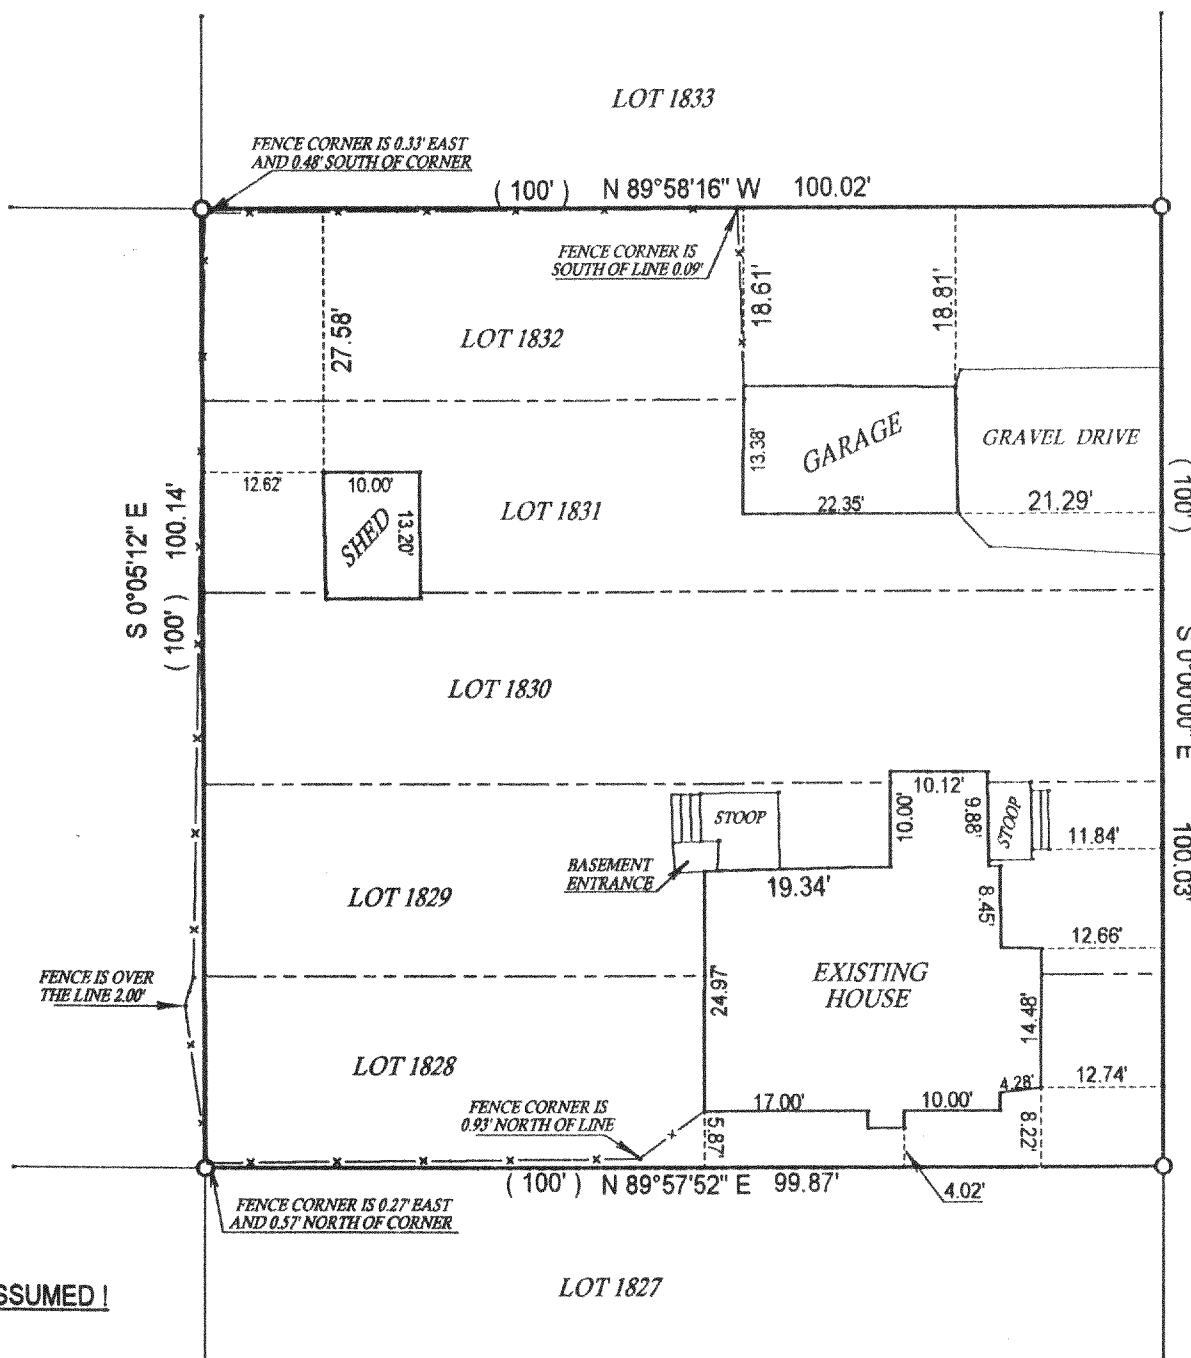 LOT 1833
FENCE CORNER IS 0.33' EAST
AND 0.48' SOUTH OF CORNER
( 100' ) N 89°58'16" W 100.02'
FENCE CORNER IS
SOUTH OF LINE 0.09'
18.61'
18.81'
27.58'
LOT 1832
GARAGE
13.38'
22.35'
GRAVEL DRIVE
21.29'
( 100' )
12.62'
10.00'
SHED
13.20'
LOT 1831
S 0°05'12" E 100.14'
( 100' )
S 0°00'00" E 100.03'
LOT 1830
10.12'
10.00'
9.88'
STOOP
STOOP
11.84'
BASEMENT
ENTRANCE
19.34'
8.45'
LOT 1829
12.66'
EXISTING
HOUSE
24.97'
14.48'
FENCE IS OVER
THE LINE 2.00'
LOT 1828
4.28'
12.74'
17.00'
10.00'
FENCE CORNER IS
0.93' NORTH OF LINE
5.87'
8.22'
( 100' ) N 89°57'52" E 99.87'
4.02'
FENCE CORNER IS 0.27' EAST
AND 0.57' NORTH OF CORNER
SSUMED !
LOT 1827